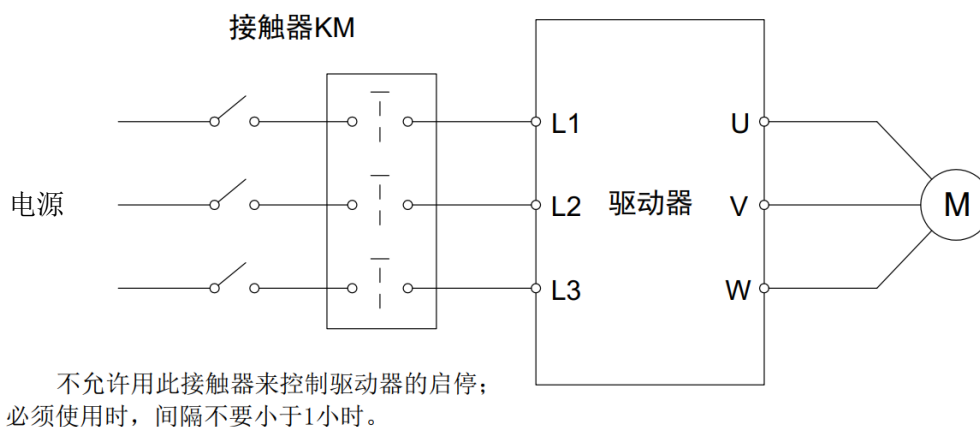 接触器KM
L1
U
电源
L2
驱动器
V
M
L3
W
不允许用此接触器来控制驱动器的启停；
必须使用时，间隔不要小于1小时。